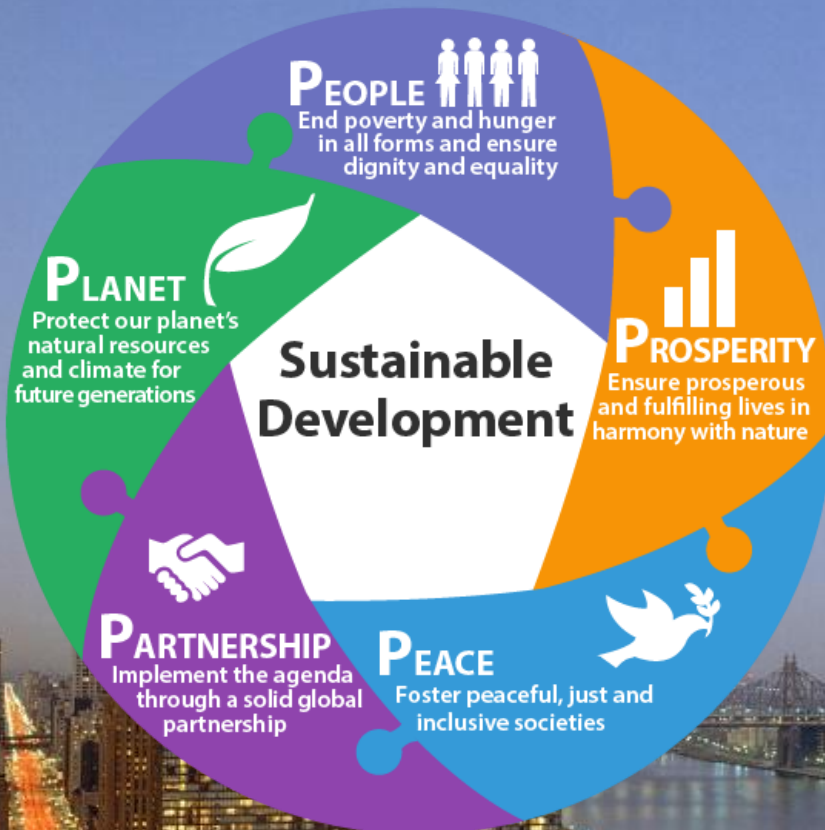 PEOPLE
End poverty and hunger
in all forms and ensure
dignity and equality
PROSPERITY
Ensure prosperous
and fulfilling lives in
harmony with nature
PEACE
Foster peaceful, just and
inclusive societies
PARTNERSHIP
Implement the agenda
through a solid global
partnership
PLANET
Protect our planet's
natural resources
and climate for
future generations
Sustainable
Development